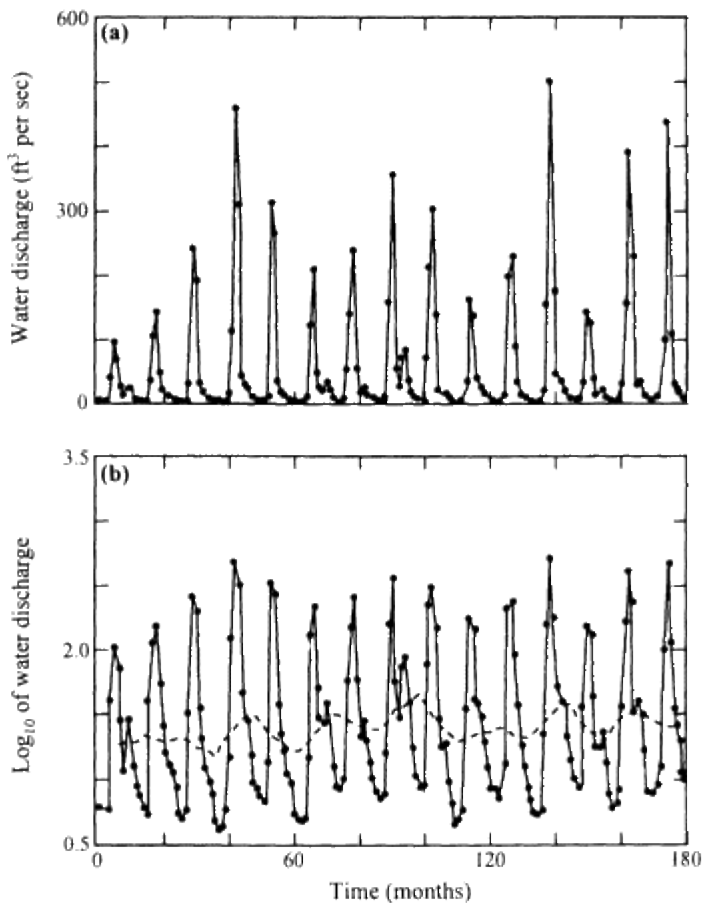 600
(a)
Water discharge (ft³ per sec)
300
0
3.5
(b)
Log₁₀ of water discharge
2.0
0.5
0 60 120 180
Time (months)